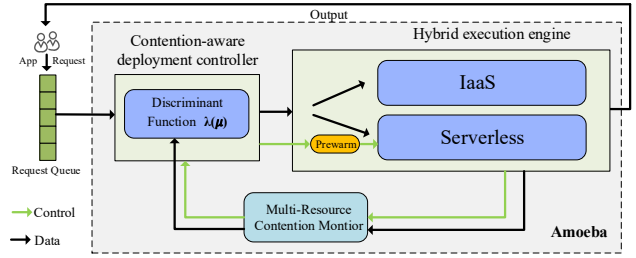 Output
Contention-aware
deployment controller
Hybrid execution engine
App Request
Discriminant
Function λ(μ)
IaaS
Serverless
Prewarm
Request Queue
Multi-Resource
Contention Montior
Control
Data
Amoeba